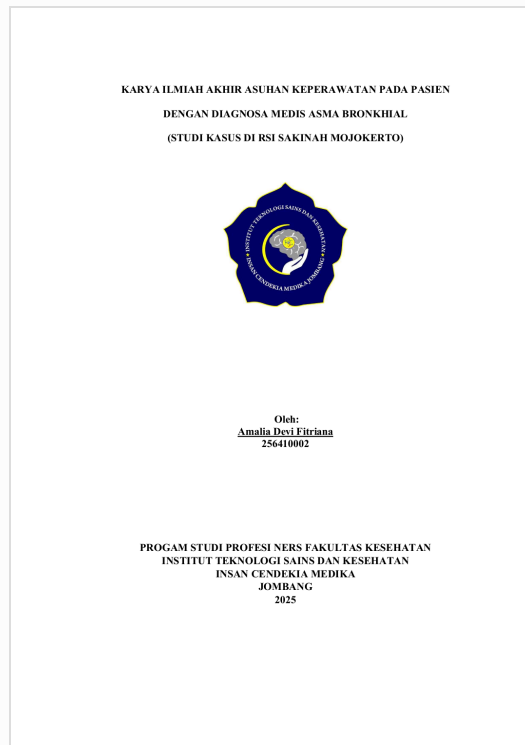 KARYA ILMIAH AKHIR ASUHAN KEPERAWATAN PADA PASIEN
DENGAN DIAGNOSA MEDIS ASMA BRONKHIAL
(STUDI KASUS DI RSI SAKINAH MOJOKERTO)
INSTITUT TEKNOLOGI SAINS DAN KESEHATAN
INSAN CENDEKIA MEDIKA JOMBANG
Oleh:
Amalia Devi Fitriana
256410002
PROGAM STUDI PROFESI NERS FAKULTAS KESEHATAN
INSTITUT TEKNOLOGI SAINS DAN KESEHATAN
INSAN CENDEKIA MEDIKA
JOMBANG
2025